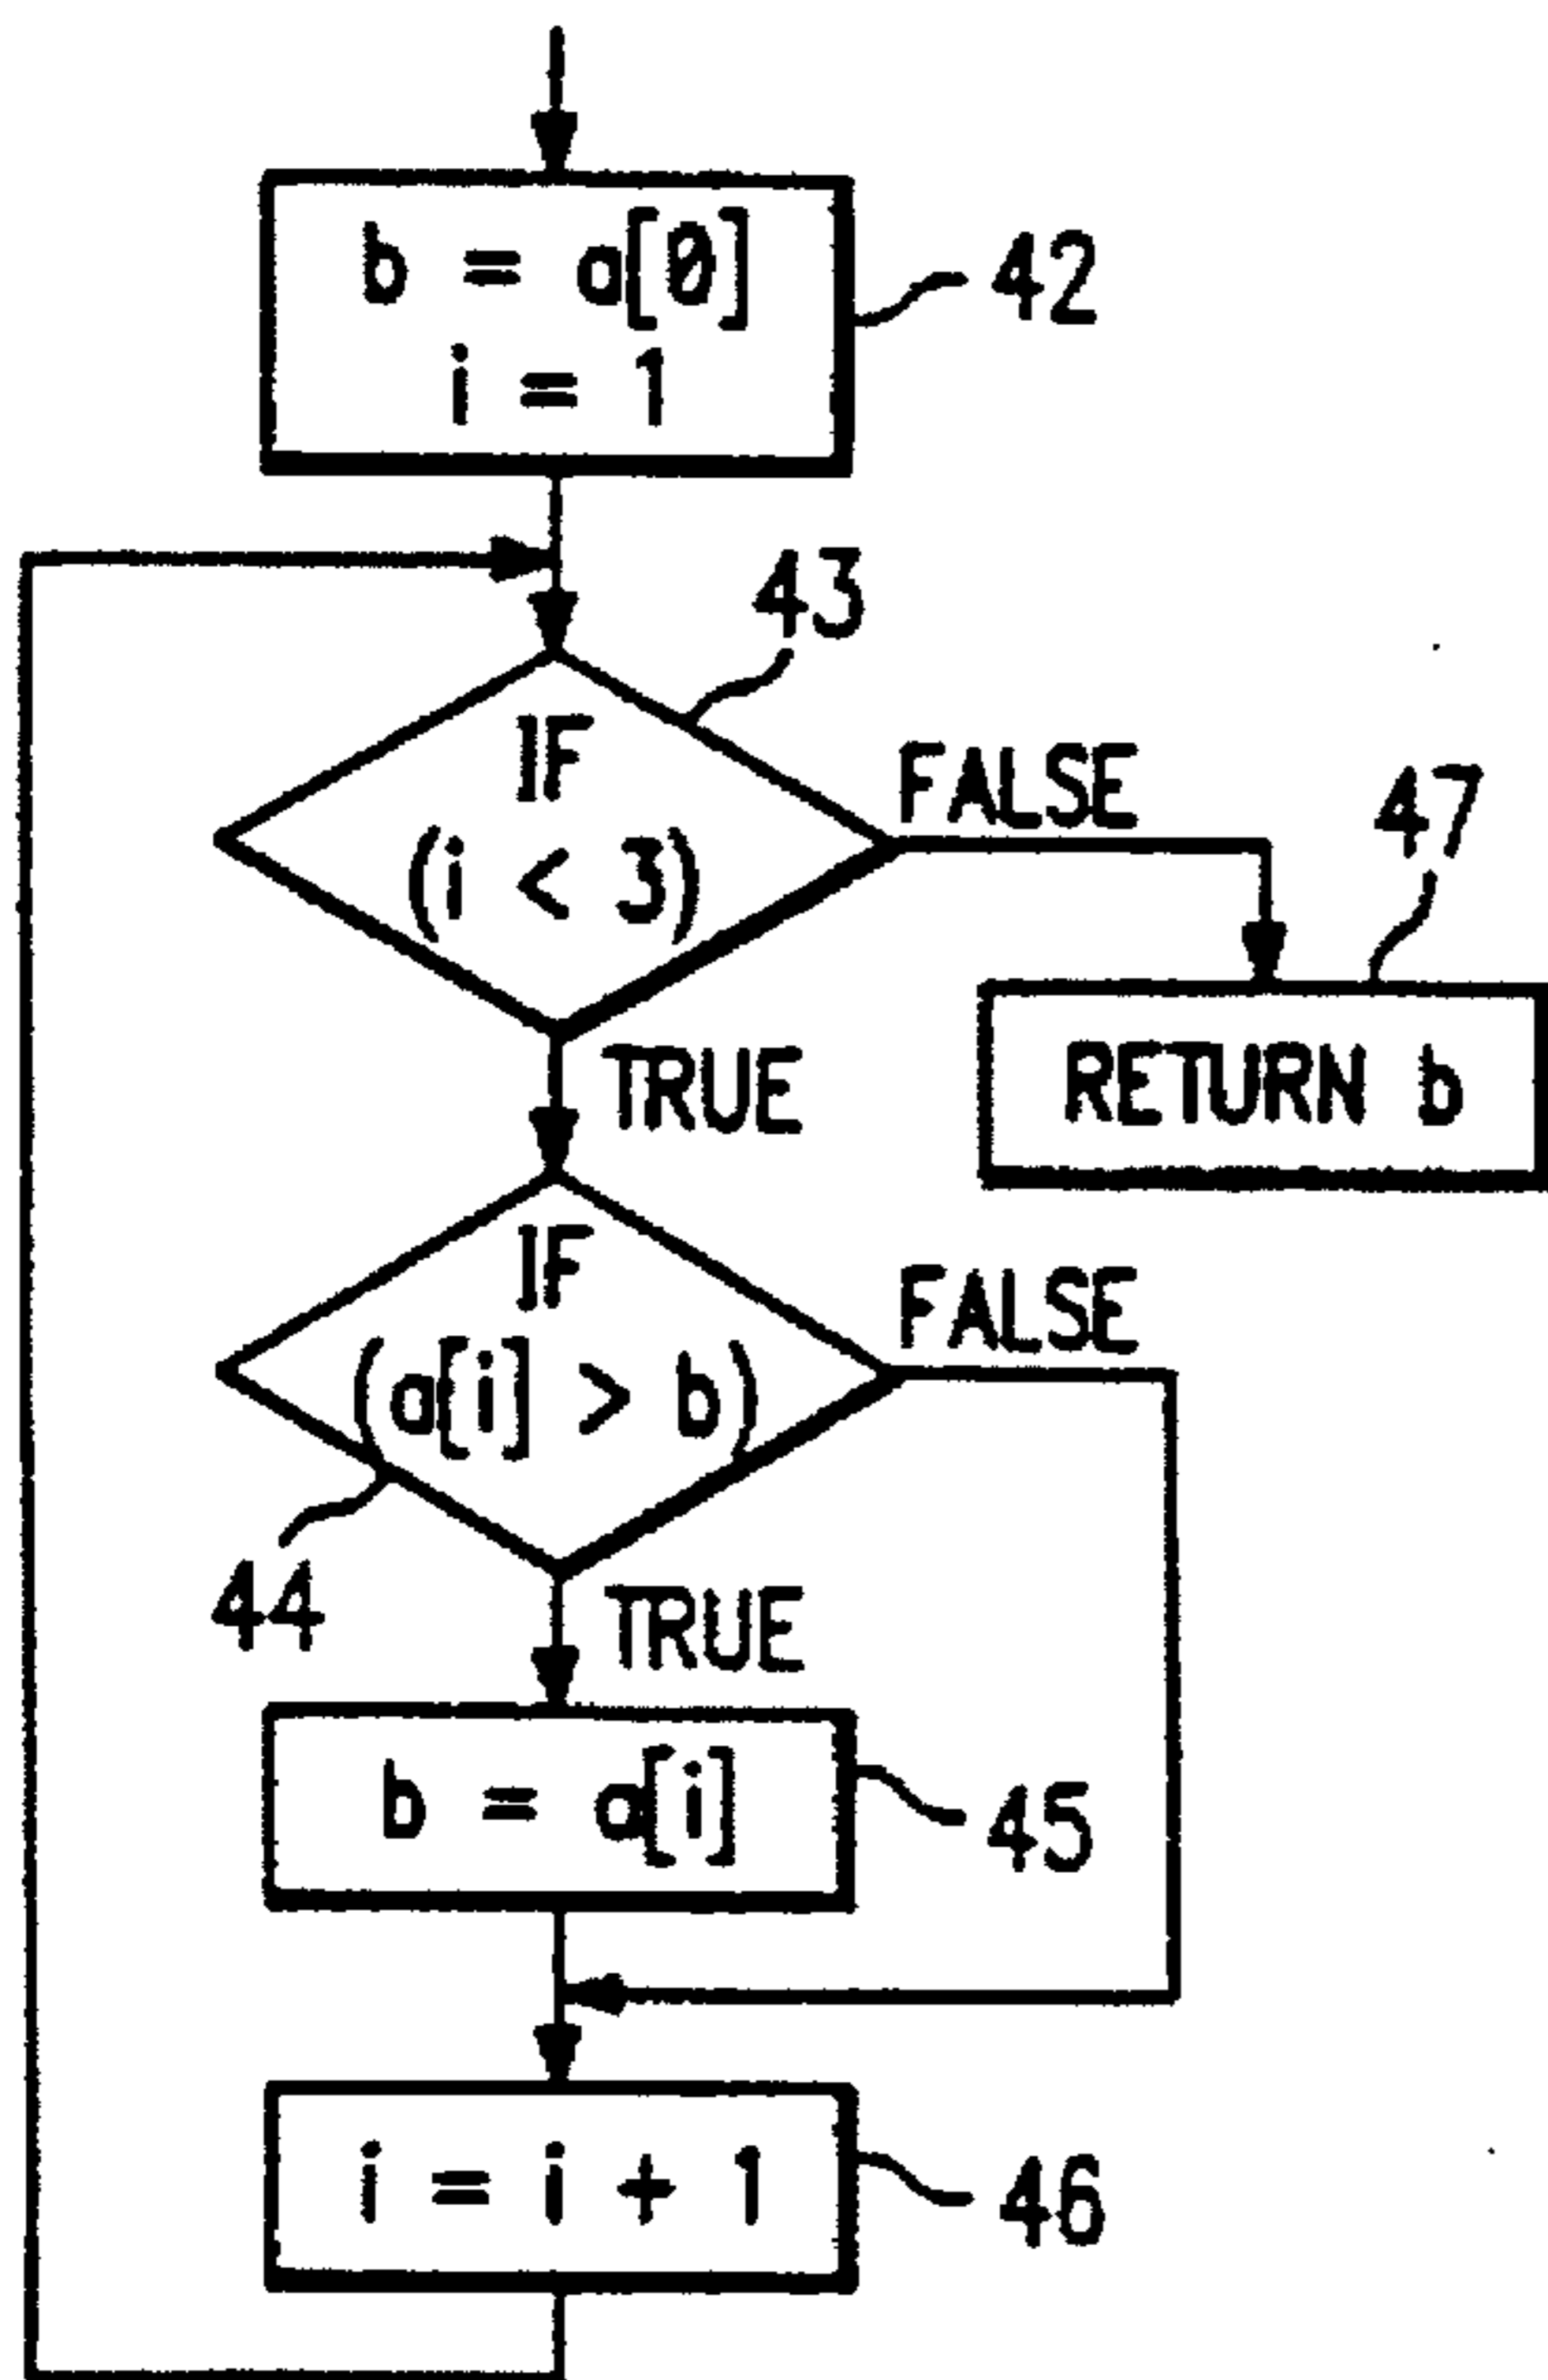 b = a[0]
i = 1
42
43
IF
(i < 3)
FALSE
47
TRUE
RETURN b
IF
(a[i] > b)
FALSE
44
TRUE
b = a[i]
45
i = i + 1
46